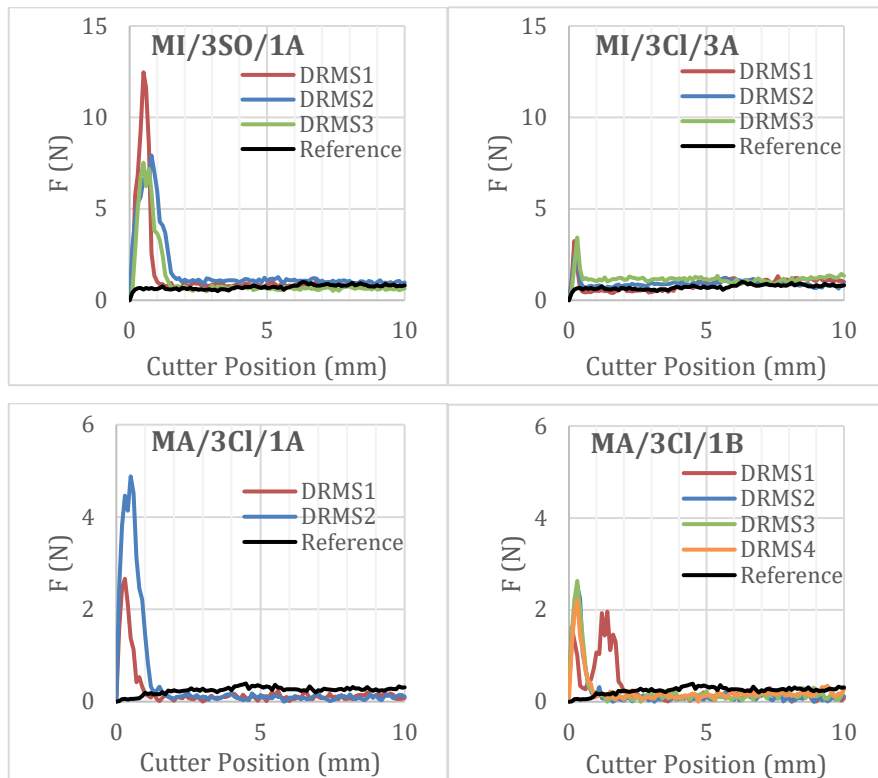 MI/3SO/1A
15
10
5
0
F (N)
DRMS1
DRMS2
DRMS3
Reference
0
5
10
Cutter Position (mm)
MI/3Cl/3A
15
10
5
0
F (N)
DRMS1
DRMS2
DRMS3
Reference
0
5
10
Cutter Position (mm)
MA/3Cl/1A
6
4
2
0
F (N)
DRMS1
DRMS2
Reference
0
5
10
Cutter Position (mm)
MA/3Cl/1B
6
4
2
0
F (N)
DRMS1
DRMS2
DRMS3
DRMS4
Reference
0
5
10
Cutter Position (mm)